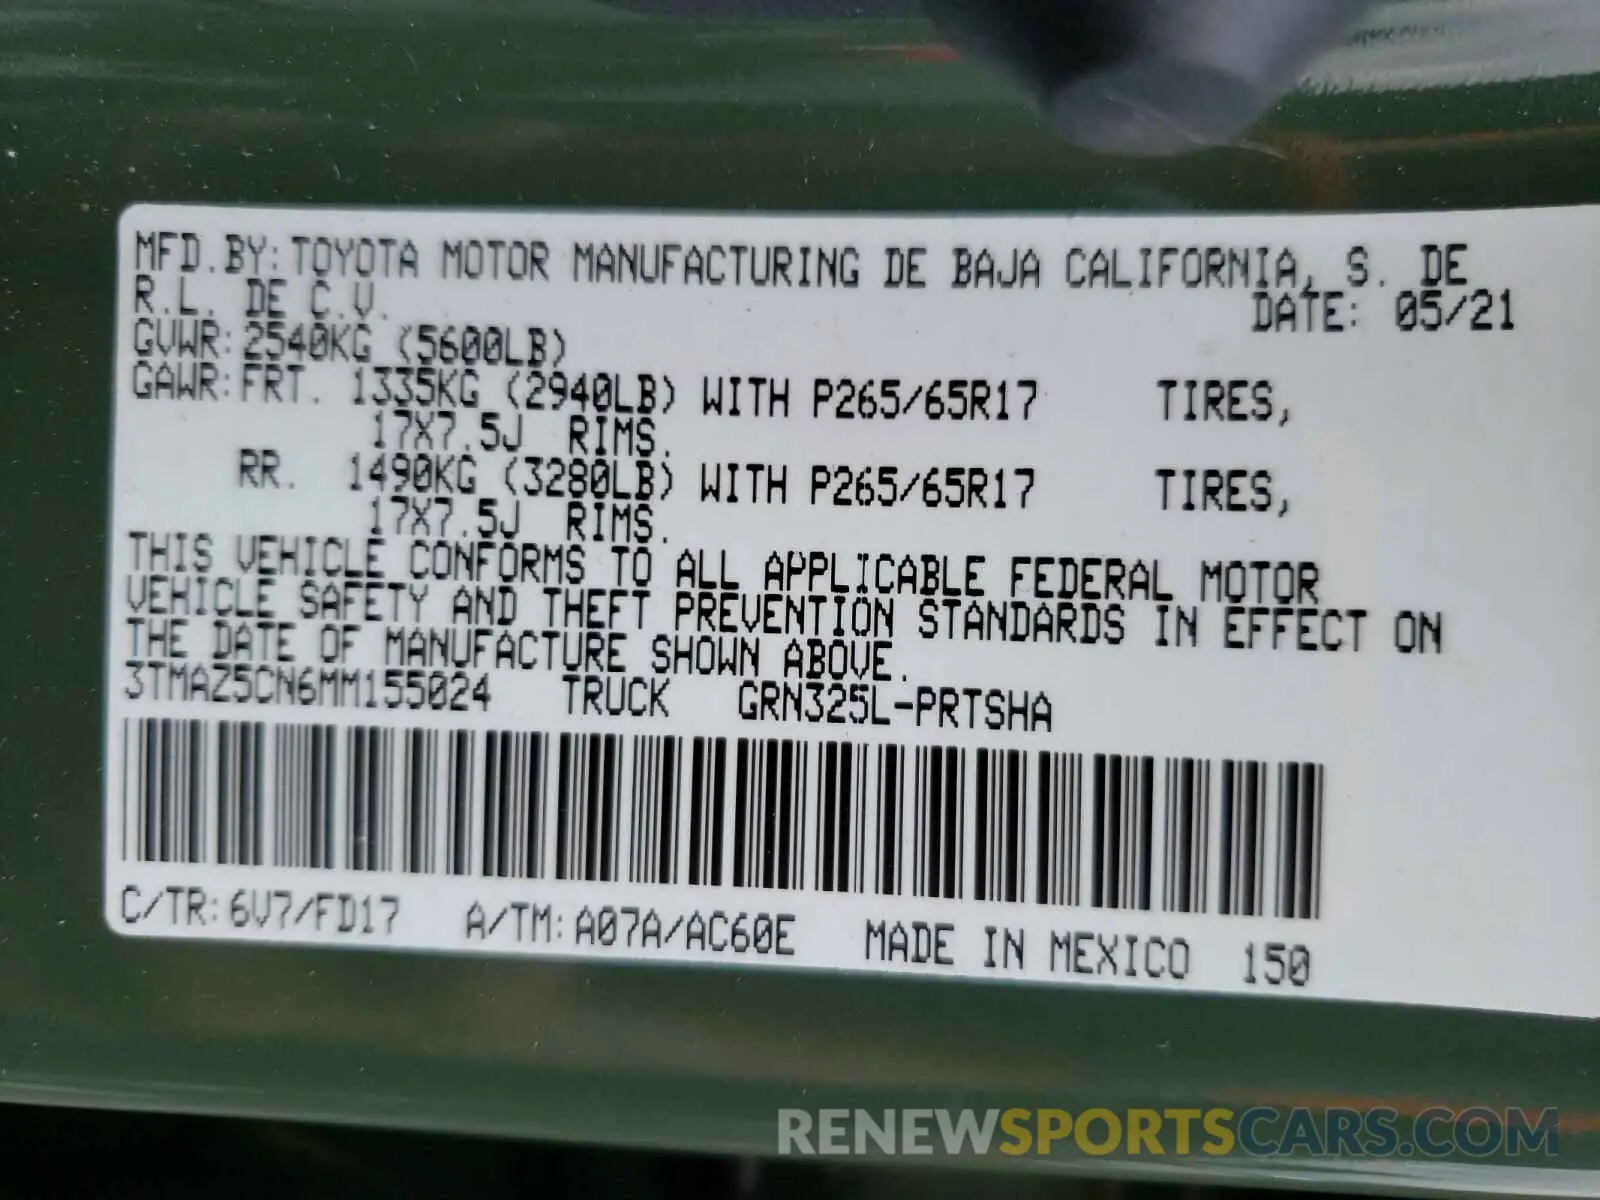 MFD.BY:TOYOTA MOTOR MANUFACTURING DE BAJA CALIFORNIA, S. DE
R.L. DE C.V. DATE: 05/21
GVWR:2540KG (5600LB)
GAWR:FRT. 1335KG (2940LB) WITH P265/65R17 TIRES,
17X7.5J RIMS.
RR. 1490KG (3280LB) WITH P265/65R17 TIRES,
17X7.5J RIMS.
THIS VEHICLE CONFORMS TO ALL APPLICABLE FEDERAL MOTOR
VEHICLE SAFETY AND THEFT PREVENTION STANDARDS IN EFFECT ON
THE DATE OF MANUFACTURE SHOWN ABOVE.
3TMAZ5CN6MM155024 TRUCK GRN325L-PRTSHA
C/TR:6V7/FD17 A/TM:A07A/AC60E MADE IN MEXICO 150
RENEWSPORTSCARS.COM